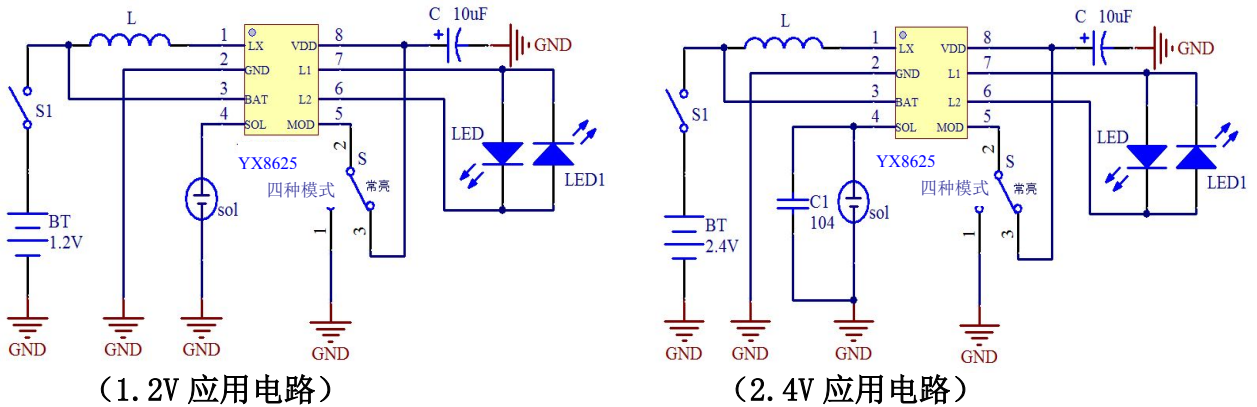 L
C 10uF
GND
1 LX VDD 8
2 GND L1 7
3 BAT L2 6
4 SOL MOD 5
YX8625
S1
BT
1.2V
sol
四种模式
S
2
常亮
1
3
LED
LED1
GND
GND
GND
GND
(1.2V 应用电路)
L
C 10uF
GND
1 LX VDD 8
2 GND L1 7
3 BAT L2 6
4 SOL MOD 5
YX8625
S1
BT
2.4V
C1
104
sol
四种模式
S
2
常亮
1
3
LED
LED1
GND
GND
GND
GND
(2.4V 应用电路)